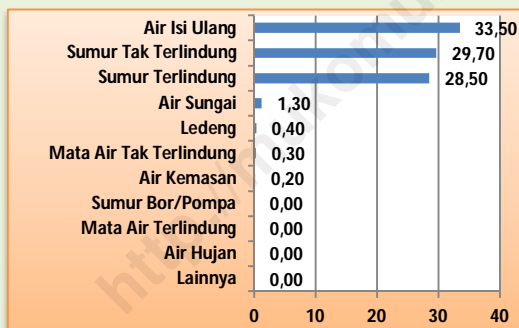 Air Isi Ulang 33,50
Sumur Tak Terlindung 29,70
Sumur Terlindung 28,50
Air Sungai 1,30
Ledeng 0,40
Mata Air Tak Terlindung 0,30
Air Kemasan 0,20
Sumur Bor/Pompa 0,00
Mata Air Terlindung 0,00
Air Hujan 0,00
Lainnya 0,00
0 10 20 30 40
http://mukomu